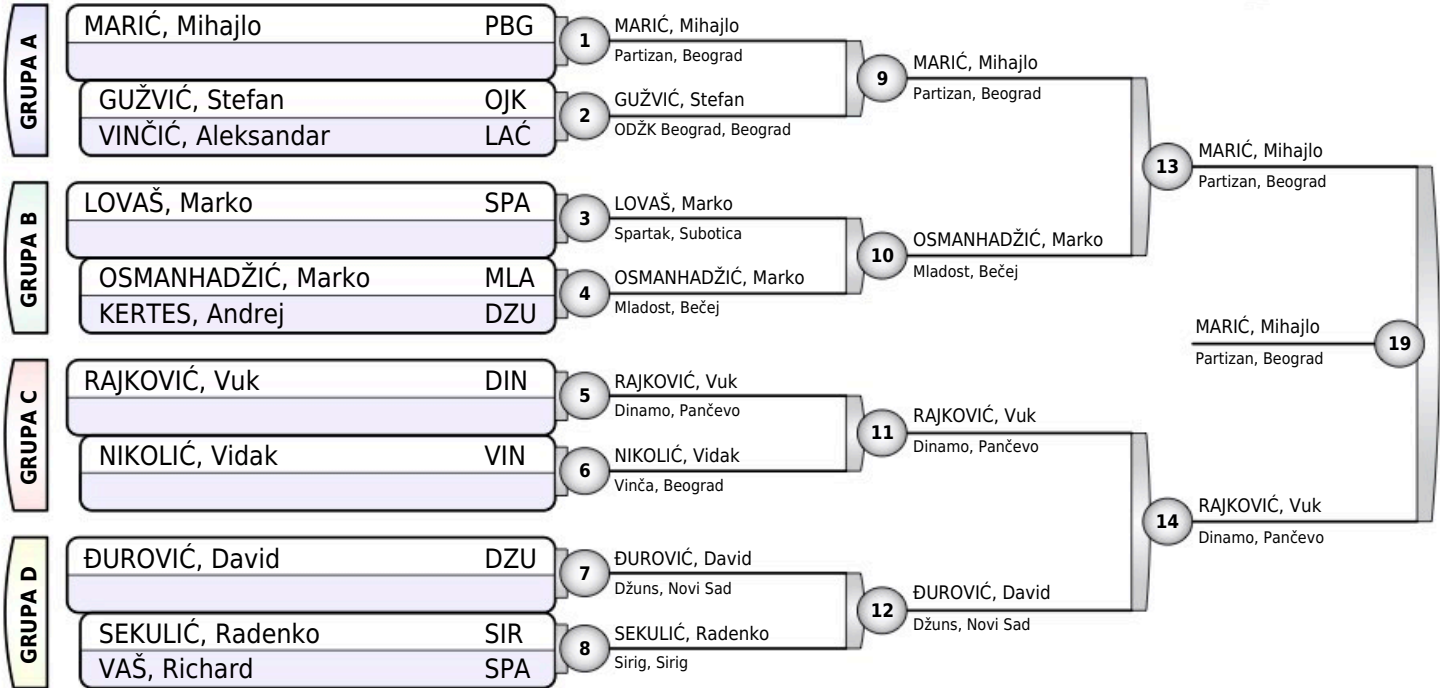 GRUPA A
MARIĆ, Mihajlo PBG
GUŽVIĆ, Stefan OJK
VINČIĆ, Aleksandar LAĆ
1
MARIĆ, Mihajlo
Partizan, Beograd
2
GUŽVIĆ, Stefan
ODŽK Beograd, Beograd
9
MARIĆ, Mihajlo
Partizan, Beograd
GRUPA B
LOVAŠ, Marko SPA
OSMANHADŽIĆ, Marko MLA
KERTES, Andrej DZU
3
LOVAŠ, Marko
Spartak, Subotica
4
OSMANHADŽIĆ, Marko
Mladost, Bečej
10
OSMANHADŽIĆ, Marko
Mladost, Bečej
13
MARIĆ, Mihajlo
Partizan, Beograd
GRUPA C
RAJKOVIĆ, Vuk DIN
NIKOLIĆ, Vidak VIN
5
RAJKOVIĆ, Vuk
Dinamo, Pančevo
6
NIKOLIĆ, Vidak
Vinča, Beograd
11
RAJKOVIĆ, Vuk
Dinamo, Pančevo
GRUPA D
ĐUROVIĆ, David DZU
SEKULIĆ, Radenko SIR
VAŠ, Richard SPA
7
ĐUROVIĆ, David
Džuns, Novi Sad
8
SEKULIĆ, Radenko
Sirig, Sirig
12
ĐUROVIĆ, David
Džuns, Novi Sad
14
RAJKOVIĆ, Vuk
Dinamo, Pančevo
MARIĆ, Mihajlo
Partizan, Beograd
19